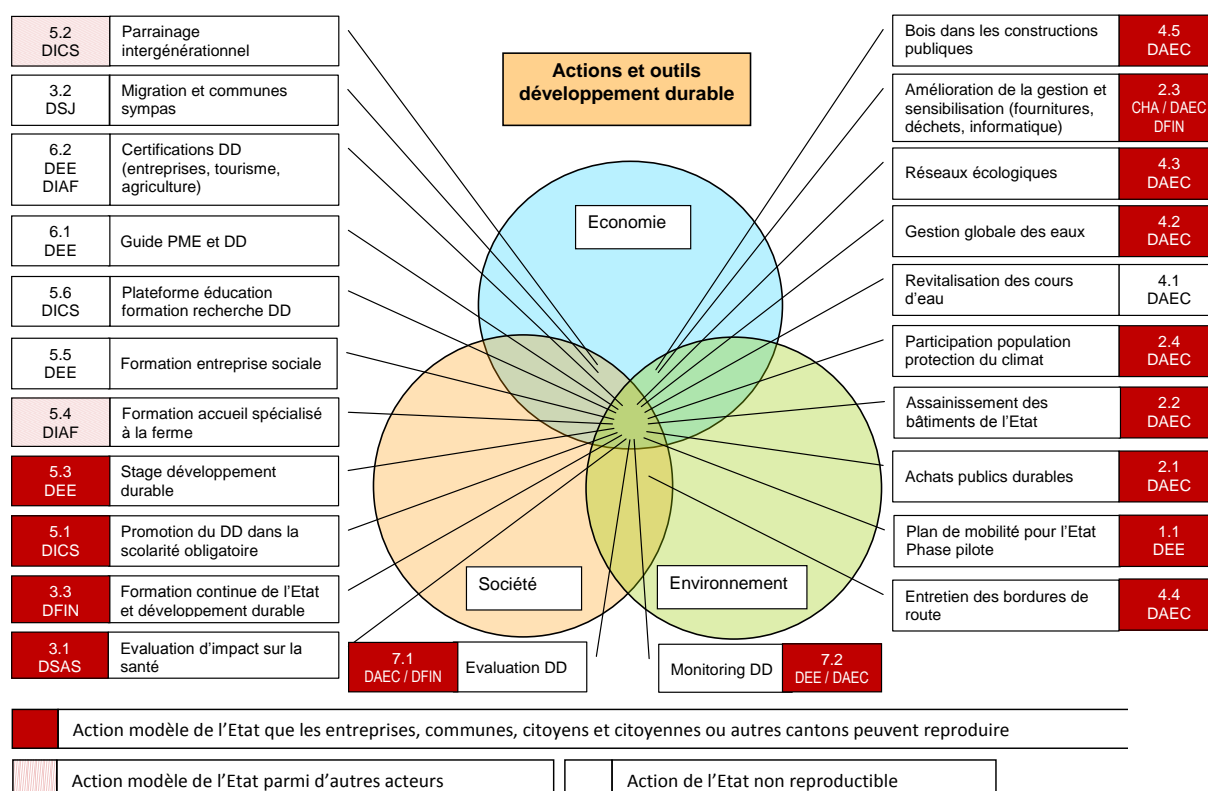 Actions et outils
développement durable
5.2
DICS
Parrainage
intergénérationnel
3.2
DSJ
Migration et communes
sympas
6.2
DEE
DIAF
Certifications DD
(entreprises, tourisme,
agriculture)
6.1
DEE
Guide PME et DD
5.6
DICS
Plateforme éducation
formation recherche DD
5.5
DEE
Formation entreprise sociale
5.4
DIAF
Formation accueil spécialisé
à la ferme
5.3
DEE
Stage développement
durable
5.1
DICS
Promotion du DD dans la
scolarité obligatoire
3.3
DFIN
Formation continue de l’Etat
et développement durable
3.1
DSAS
Evaluation d’impact sur la
santé
Economie
Société
Environnement
7.1
DAEC / DFIN
Evaluation DD
Monitoring DD
7.2
DEE / DAEC
Bois dans les constructions
publiques
4.5
DAEC
Amélioration de la gestion et
sensibilisation (fournitures,
déchets, informatique)
2.3
CHA / DAEC
DFIN
Réseaux écologiques
4.3
DAEC
Gestion globale des eaux
4.2
DAEC
Revitalisation des cours
d’eau
4.1
DAEC
Participation population
protection du climat
2.4
DAEC
Assainissement des
bâtiments de l’Etat
2.2
DAEC
Achats publics durables
2.1
DAEC
Plan de mobilité pour l’Etat
Phase pilote
1.1
DEE
Entretien des bordures de
route
4.4
DAEC
Action modèle de l’Etat que les entreprises, communes, citoyens et citoyennes ou autres cantons peuvent reproduire
Action modèle de l’Etat parmi d’autres acteurs
Action de l’Etat non reproductible